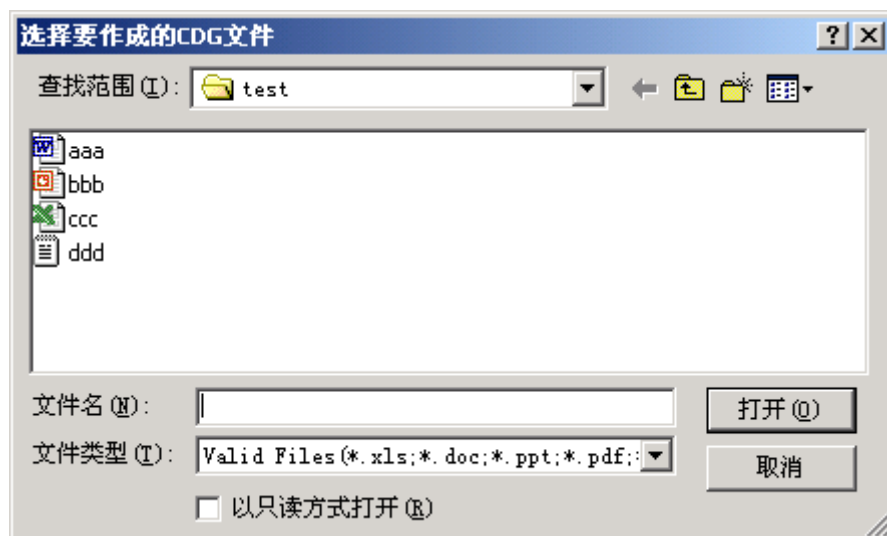 选择要作成的CDG文件
查找范围(I):
test
aaa
bbb
ccc
ddd
文件名(N):
打开(O)
文件类型(T):
Valid Files(*.xls;*.doc;*.ppt;*.pdf;
取消
以只读方式打开(R)